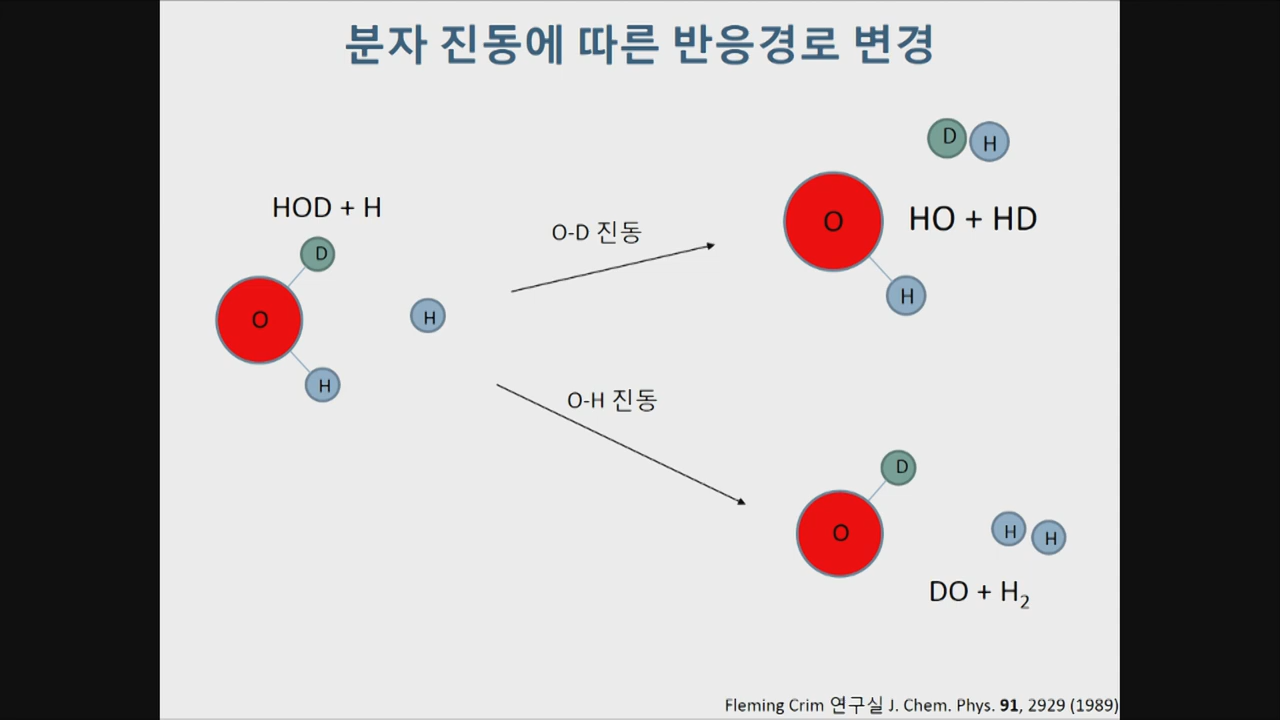 분자 진동에 따른 반응경로 변경
HOD + H
D
O
H
H
O-D 진동
O-H 진동
D
H
O
HO + HD
H
D
O
H
H
DO + H₂
Fleming Crim 연구실 J. Chem. Phys. 91, 2929 (1989)